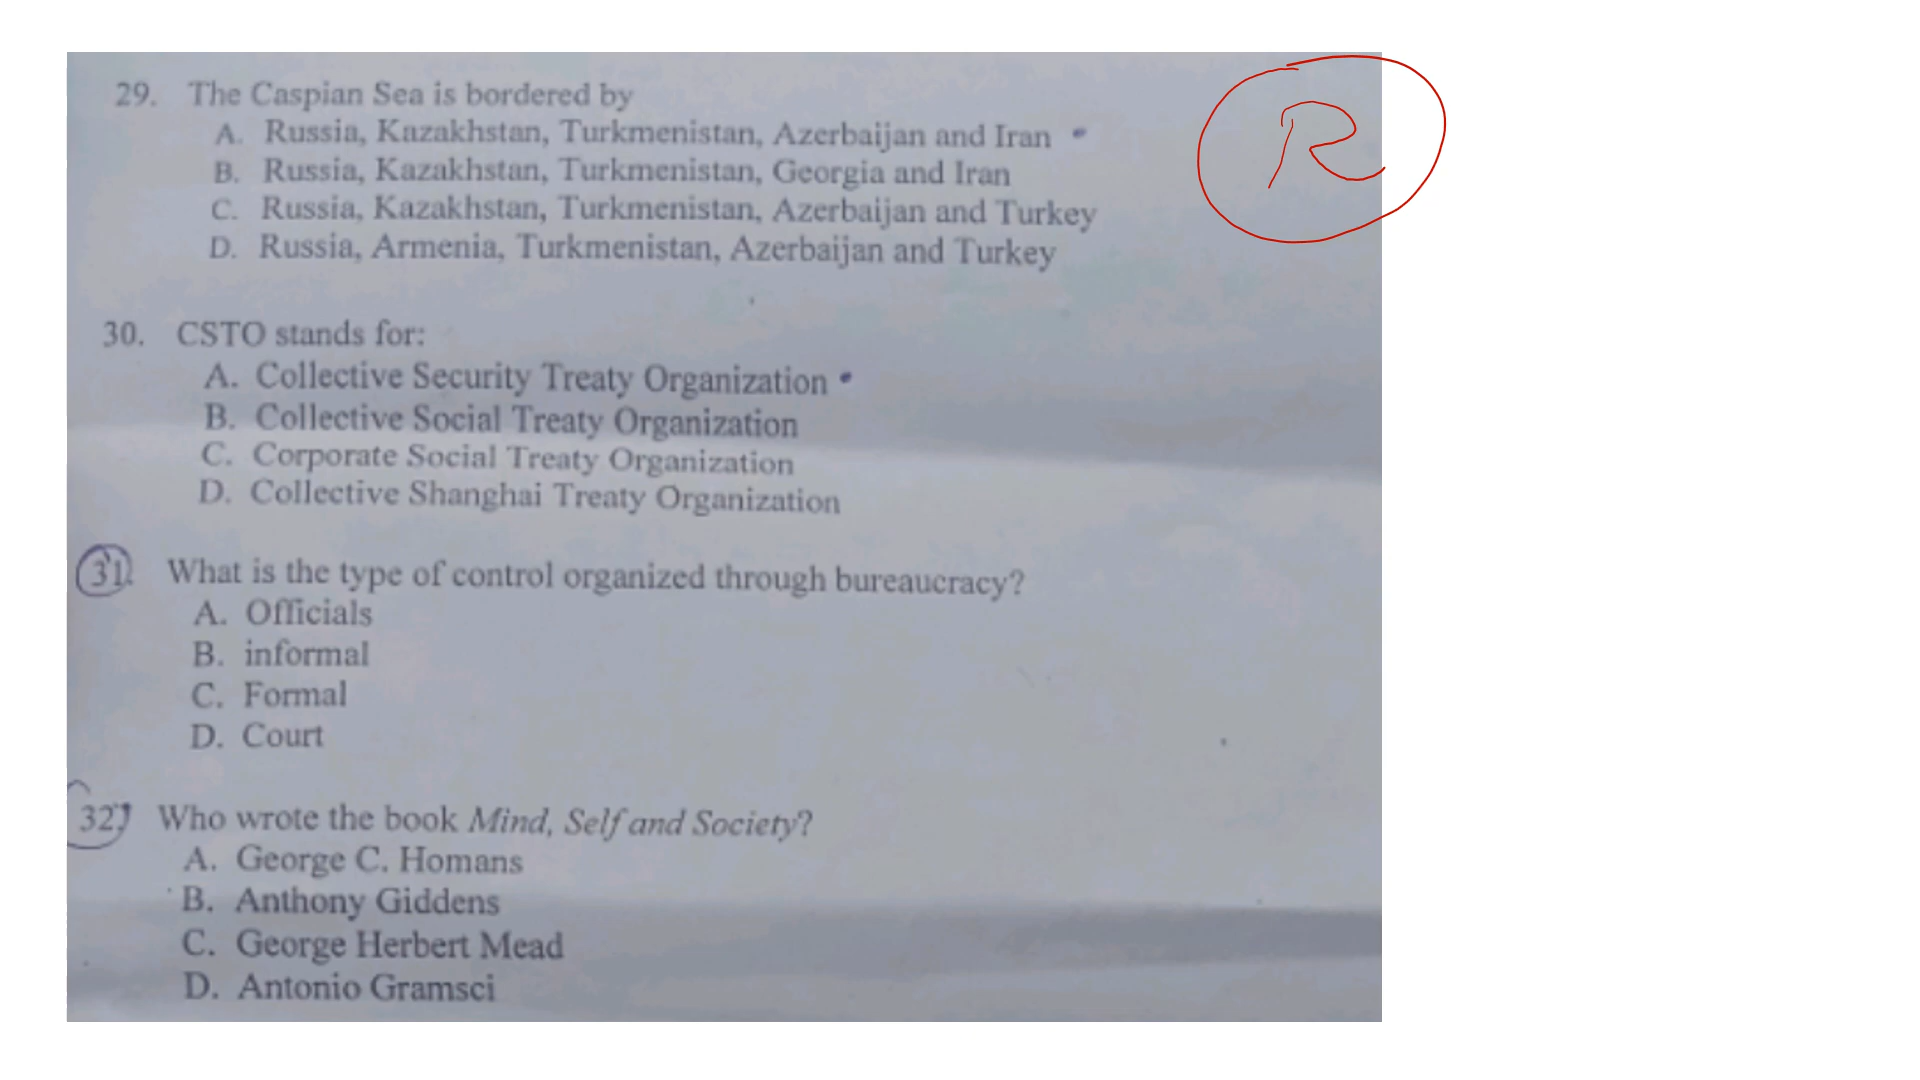 29. The Caspian Sea is bordered by
A. Russia, Kazakhstan, Turkmenistan, Azerbaijan and Iran
B. Russia, Kazakhstan, Turkmenistan, Georgia and Iran
C. Russia, Kazakhstan, Turkmenistan, Azerbaijan and Turkey
D. Russia, Armenia, Turkmenistan, Azerbaijan and Turkey
R
30. CSTO stands for:
A. Collective Security Treaty Organization
B. Collective Social Treaty Organization
C. Corporate Social Treaty Organization
D. Collective Shanghai Treaty Organization
31. What is the type of control organized through bureaucracy?
A. Officials
B. informal
C. Formal
D. Court
32. Who wrote the book Mind, Self and Society?
A. George C. Homans
B. Anthony Giddens
C. George Herbert Mead
D. Antonio Gramsci